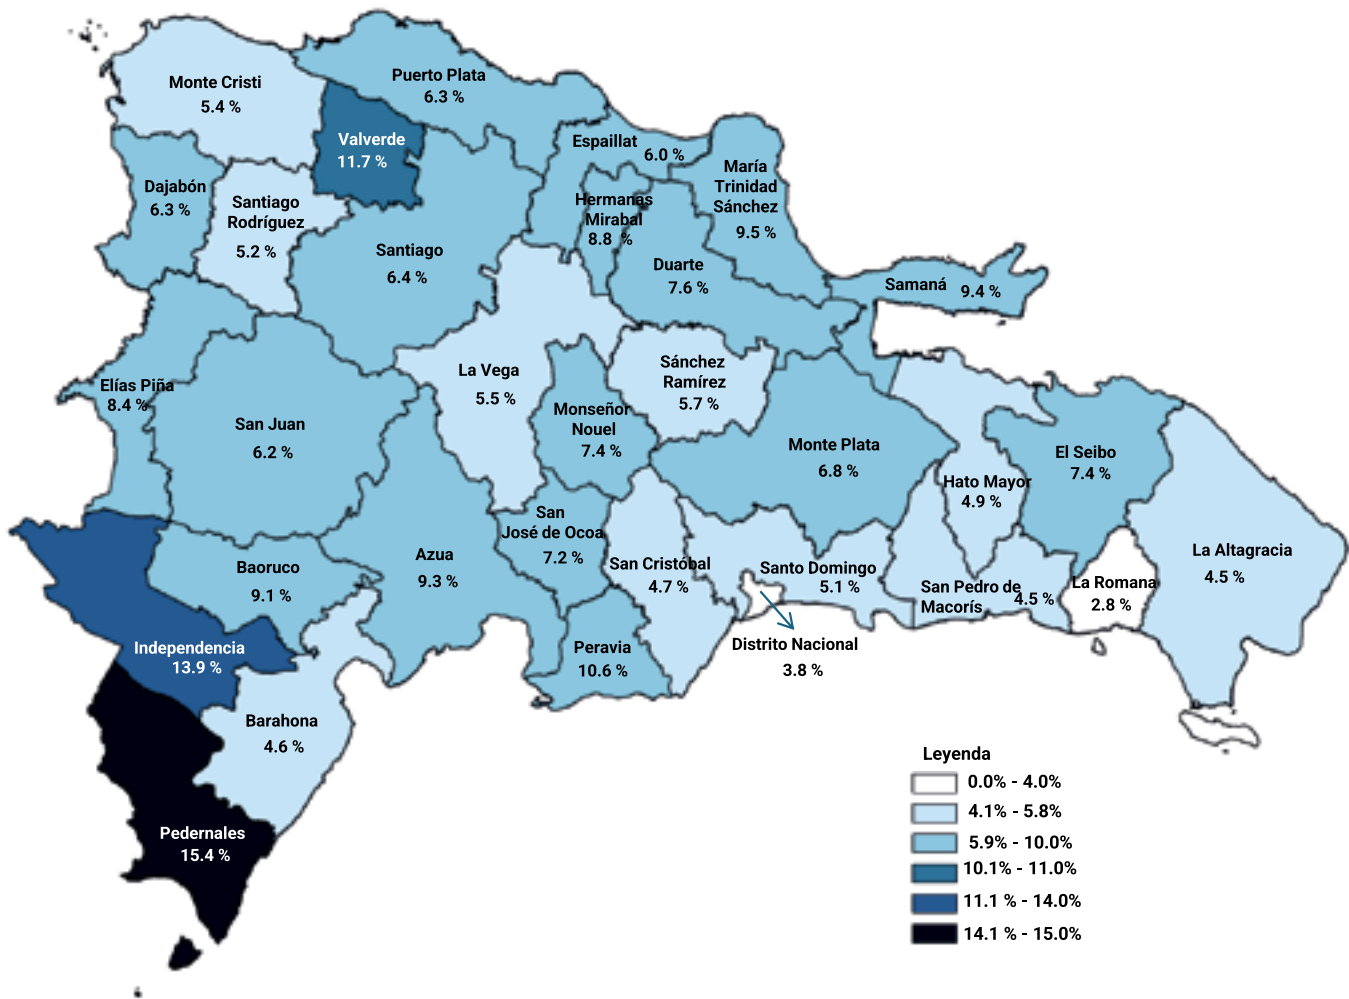 Puerto Plata
6.3 %
Monte Cristi
5.4 %
Valverde
11.7 %
Espaillat
6.0 %
María
Trinidad
Sánchez
9.5 %
Dajabón
6.3 %
Santiago
Rodríguez
5.2 %
Hermanas
Mirabal
8.8 %
Santiago
6.4 %
Duarte
7.6 %
Samaná 9.4 %
Elías Piña
8.4 %
San Juan
6.2 %
La Vega
5.5 %
Sánchez
Ramírez
5.7 %
Monseñor
Nouel
7.4 %
Monte Plata
6.8 %
Hato Mayor
4.9 %
El Seibo
7.4 %
San
José de Ocoa
7.2 %
Baoruco
9.1 %
Azua
9.3 %
San Cristóbal
4.7 %
Santo Domingo
5.1 %
San Pedro de
Macorís
4.5 %
La Romana
2.8 %
La Altagracia
4.5 %
Independencia
13.9 %
Peravia
10.6 %
Distrito Nacional
3.8 %
Barahona
4.6 %
Pedernales
15.4 %
Leyenda
0.0% - 4.0%
4.1% - 5.8%
5.9% - 10.0%
10.1% - 11.0%
11.1 % - 14.0%
14.1 % - 15.0%